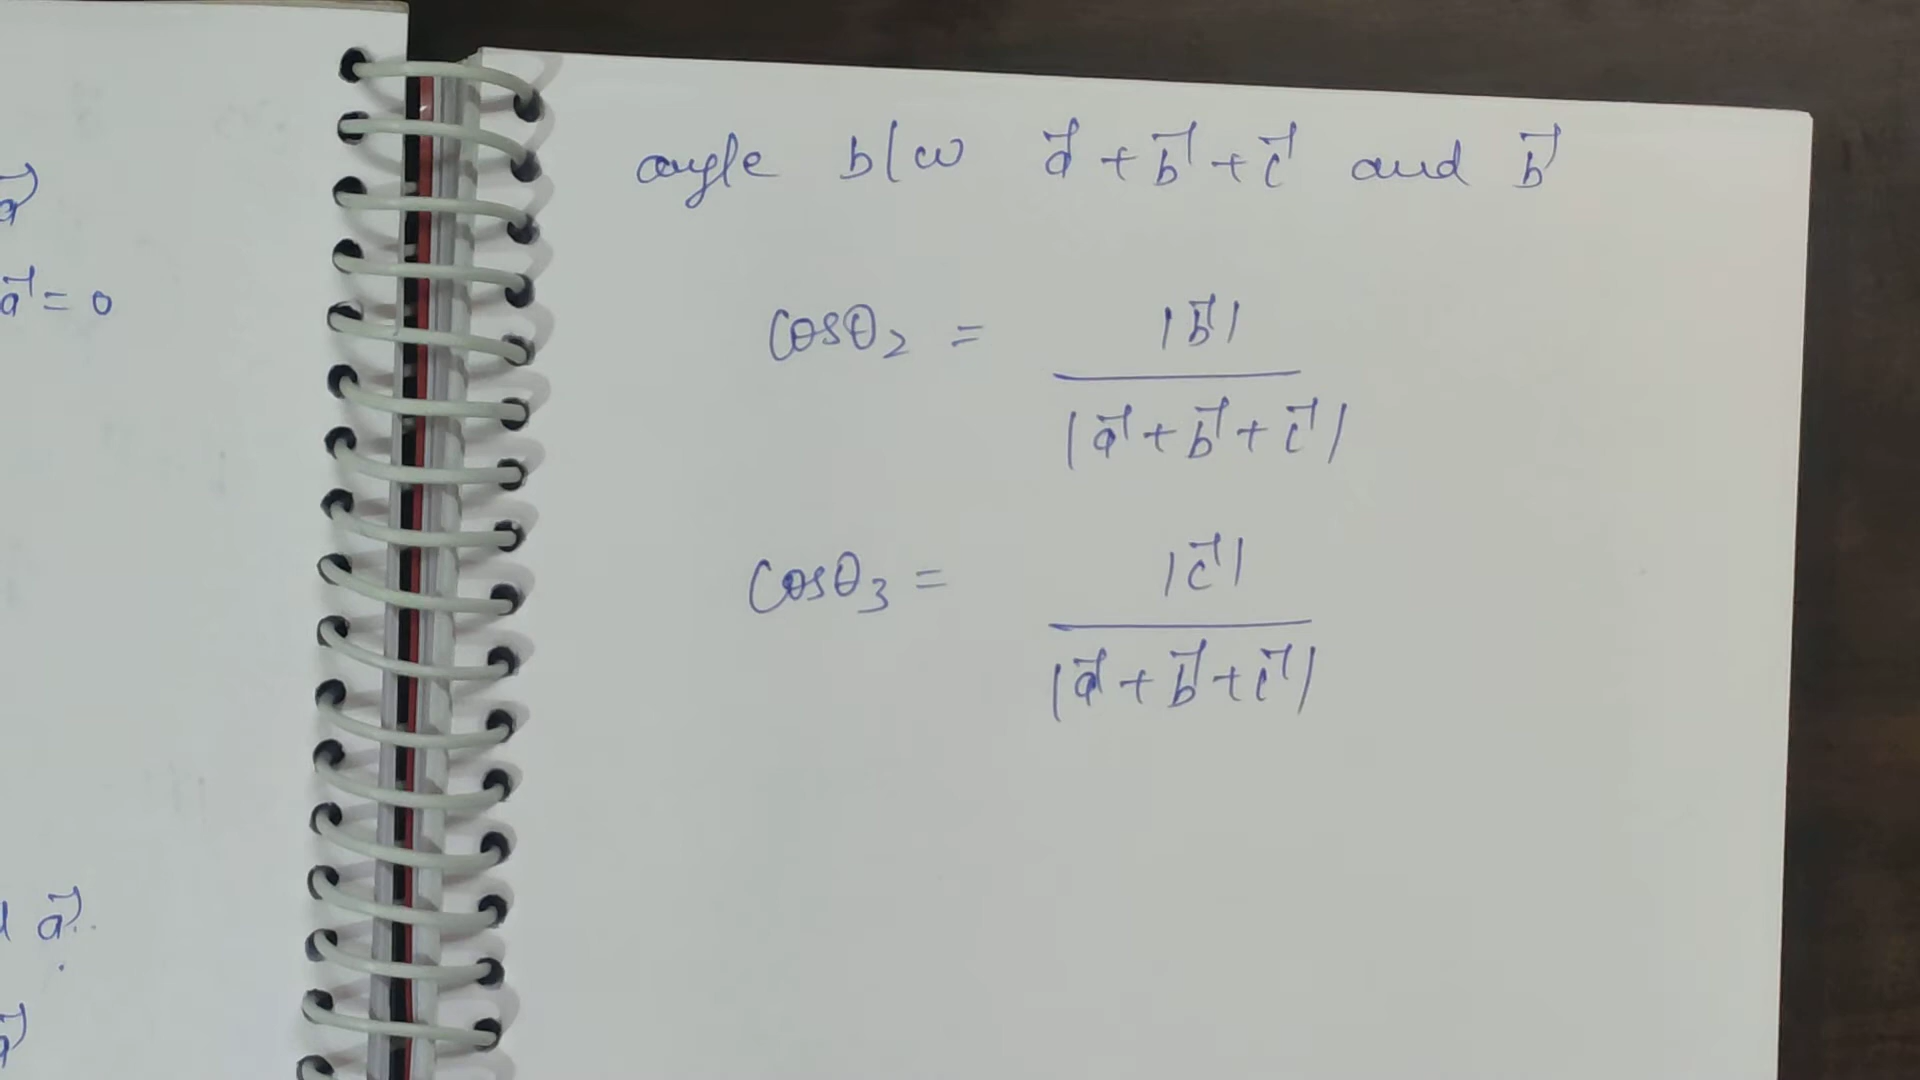 a⃗
a⃗ = 0
a⃗.
a⃗
angle b/w a⃗ + b⃗ + c⃗ and b⃗
cosθ₂ = |b⃗| / |a⃗ + b⃗ + c⃗|
cosθ₃ = |c⃗| / |a⃗ + b⃗ + c⃗|